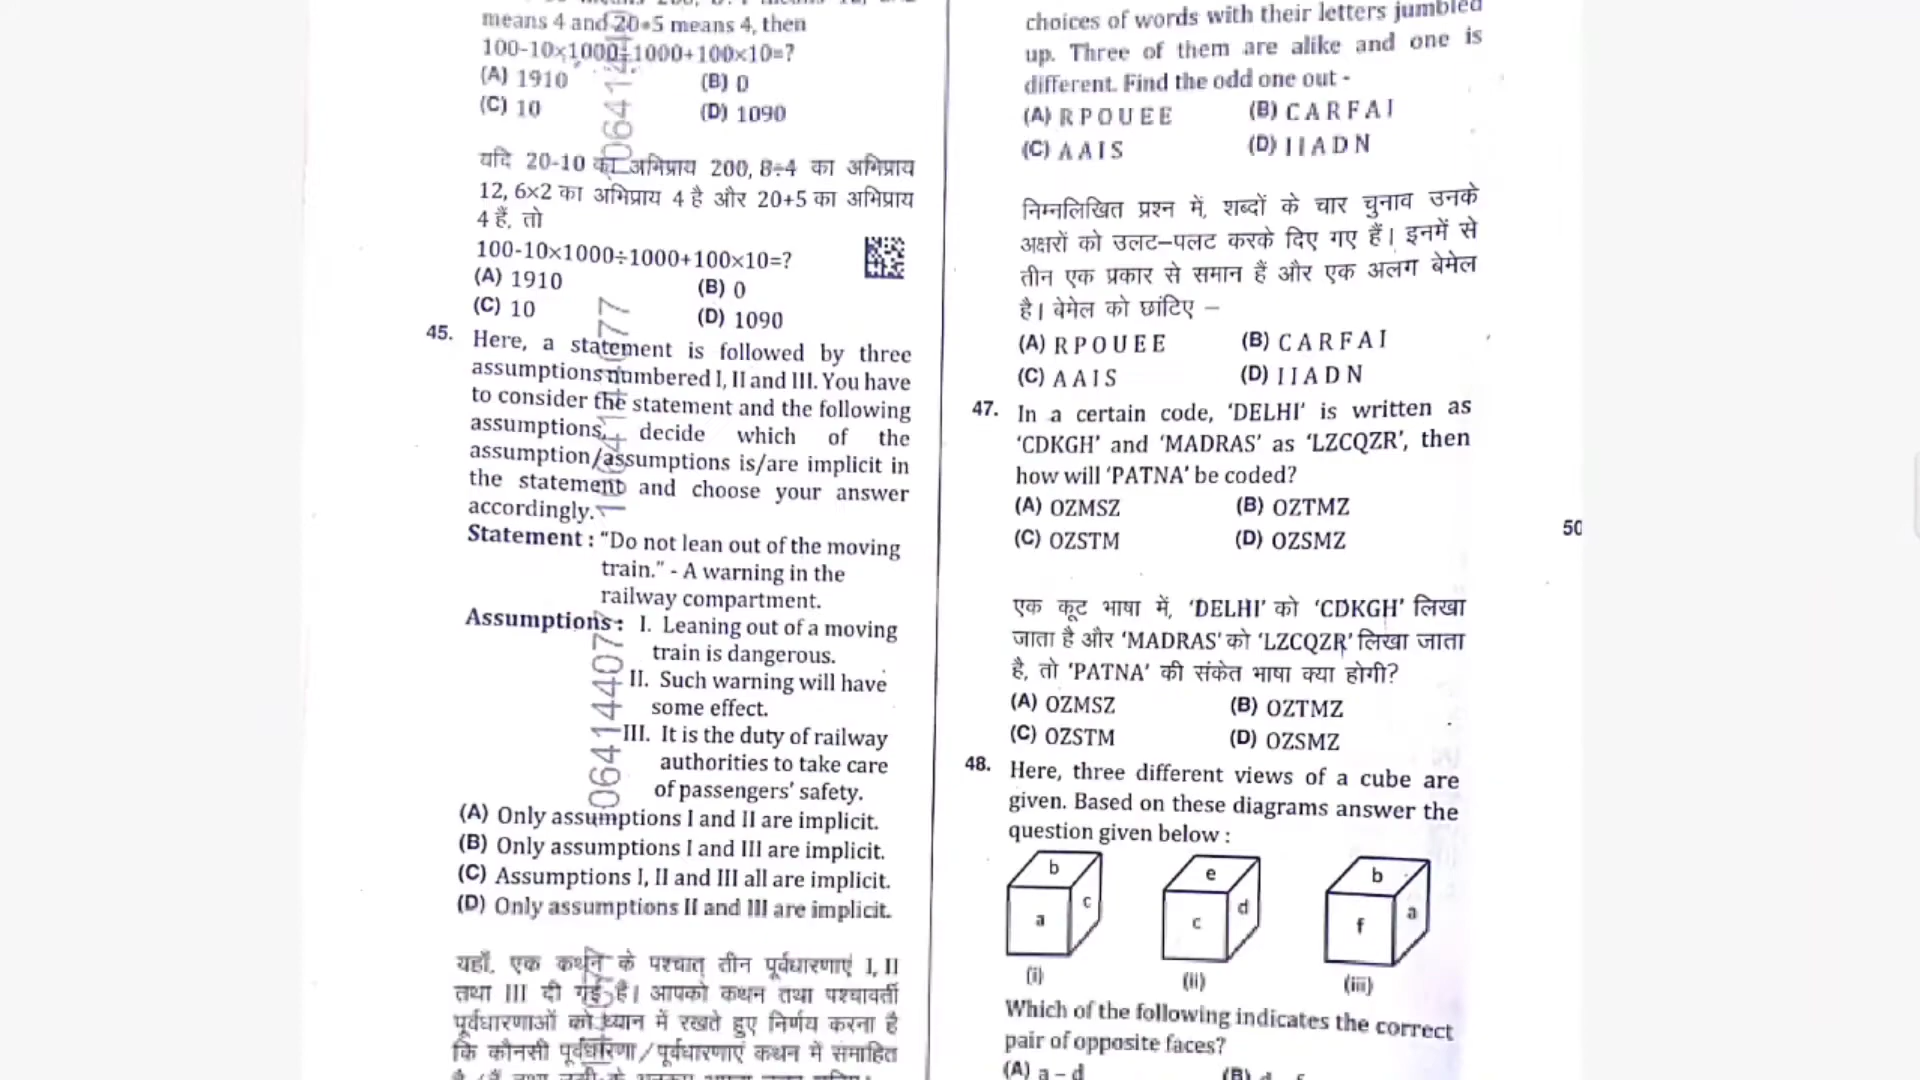 means 4 and 20+5 means 4, then
100-10×1000÷1000+100×10=?
(A) 1910 (B) 0
(C) 10 (D) 1090
यदि 20-10 का अभिप्राय 200, 8÷4 का अभिप्राय
12, 6×2 का अभिप्राय 4 है और 20+5 का अभिप्राय
4 हैं, तो
100-10×1000÷1000+100×10=?
(A) 1910 (B) 0
(C) 10 (D) 1090
45. Here, a statement is followed by three
assumptions numbered I, II and III. You have
to consider the statement and the following
assumptions, decide which of the
assumption/assumptions is/are implicit in
the statement and choose your answer
accordingly.
Statement : “Do not lean out of the moving
train.” - A warning in the
railway compartment.
Assumptions : I. Leaning out of a moving
train is dangerous.
II. Such warning will have
some effect.
III. It is the duty of railway
authorities to take care
of passengers’ safety.
(A) Only assumptions I and II are implicit.
(B) Only assumptions I and III are implicit.
(C) Assumptions I, II and III all are implicit.
(D) Only assumptions II and III are implicit.
यहाँ, एक कथन के पश्चात् तीन पूर्वधारणाएं I, II
तथा III दी गई हैं। आपको कथन तथा पश्चावर्ती
पूर्वधारणाओं को ध्यान में रखते हुए निर्णय करना है
कि कौनसी पूर्वधारणा/पूर्वधारणाएं कथन में समाहित
choices of words with their letters jumbled
up. Three of them are alike and one is
different. Find the odd one out -
(A) R P O U E E (B) C A R F A I
(C) A A I S (D) I I A D N
निम्नलिखित प्रश्न में, शब्दों के चार चुनाव उनके
अक्षरों को उलट–पलट करके दिए गए हैं। इनमें से
तीन एक प्रकार से समान हैं और एक अलग बेमेल
है। बेमेल को छांटिए –
(A) R P O U E E (B) C A R F A I
(C) A A I S (D) I I A D N
47. In a certain code, ‘DELHI’ is written as
‘CDKGH’ and ‘MADRAS’ as ‘LZCQZR’, then
how will ‘PATNA’ be coded?
(A) OZMSZ (B) OZTMZ
(C) OZSTM (D) OZSMZ
एक कूट भाषा में, ‘DELHI’ को ‘CDKGH’ लिखा
जाता है और ‘MADRAS’ को ‘LZCQZR’ लिखा जाता
है, तो ‘PATNA’ की संकेत भाषा क्या होगी?
(A) OZMSZ (B) OZTMZ
(C) OZSTM (D) OZSMZ
48. Here, three different views of a cube are
given. Based on these diagrams answer the
question given below :
b e b
a c c d f a
(i) (ii) (iii)
Which of the following indicates the correct
pair of opposite faces?
(A) a – d (B)
50